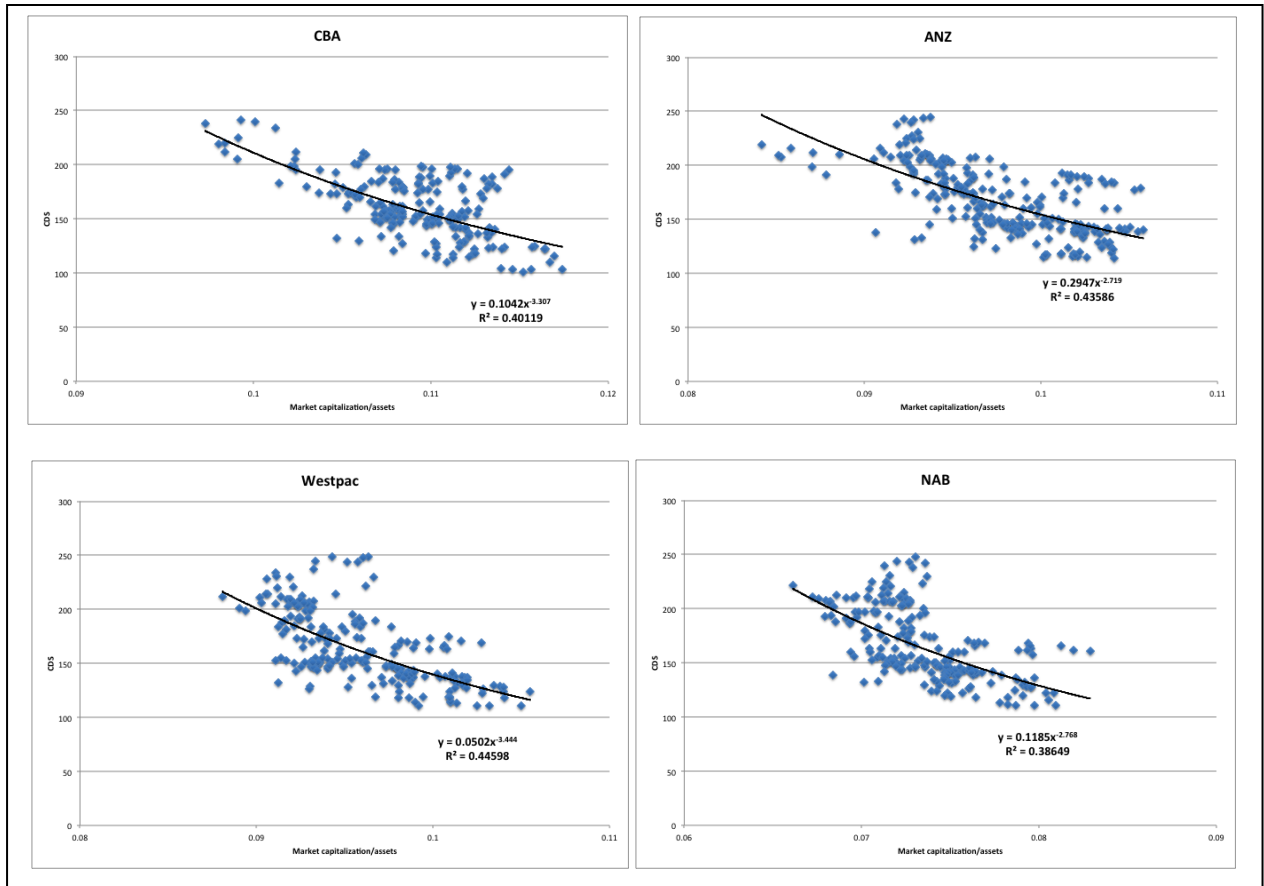 CBA
300
250
200
150
100
50
0
CDS
0.09 0.1 0.11 0.12
Market capitalization/assets
y = 0.1042x^-3.307
R² = 0.40119
ANZ
300
250
200
150
100
50
0
CDS
0.08 0.09 0.1 0.11
Market capitalization/assets
y = 0.2947x^-2.719
R² = 0.43586
Westpac
300
250
200
150
100
50
0
CDS
0.08 0.09 0.1 0.11
Market capitalization/assets
y = 0.0502x^-3.444
R² = 0.44598
NAB
300
250
200
150
100
50
0
CDS
0.06 0.07 0.08 0.09
Market capitalization/assets
y = 0.1185x^-2.768
R² = 0.38649